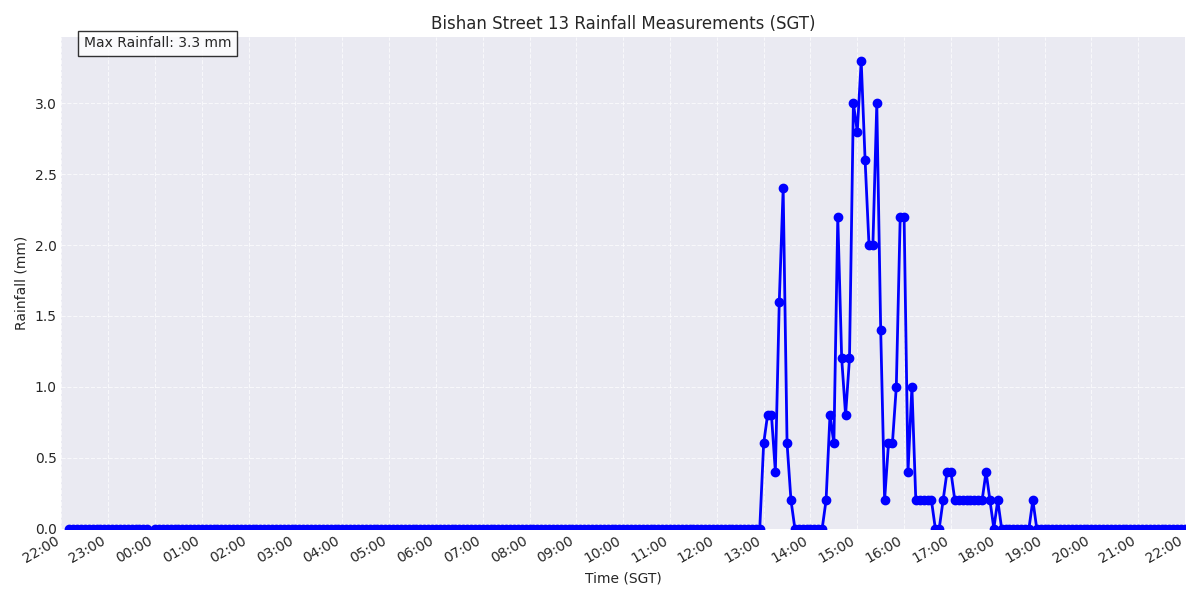 Bishan Street 13 Rainfall Measurements (SGT)
Max Rainfall: 3.3 mm
Rainfall (mm)
3.0
2.5
2.0
1.5
1.0
0.5
0.0
22:00 23:00 00:00 01:00 02:00 03:00 04:00 05:00 06:00 07:00 08:00 09:00 10:00 11:00 12:00 13:00 14:00 15:00 16:00 17:00 18:00 19:00 20:00 21:00 22:00
Time (SGT)